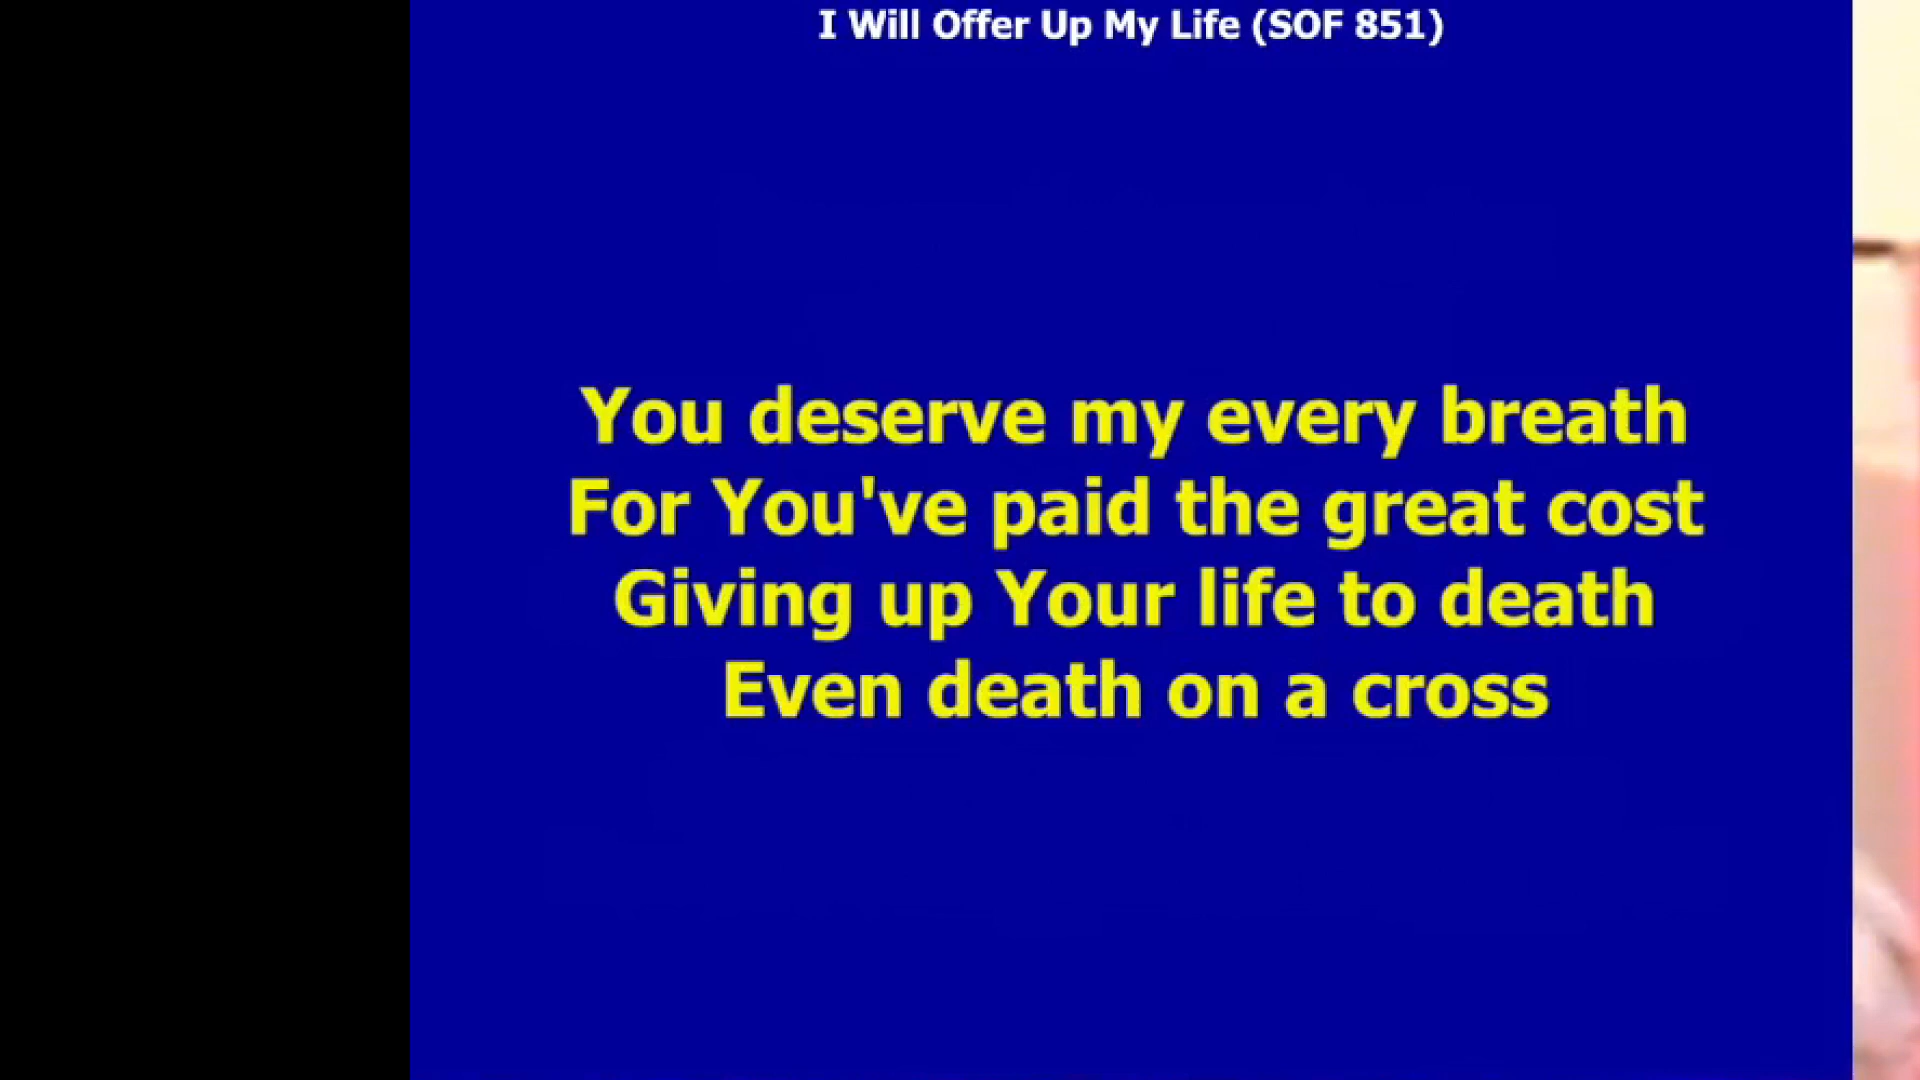 I Will Offer Up My Life (SOF 851)
You deserve my every breath
For You've paid the great cost
Giving up Your life to death
Even death on a cross